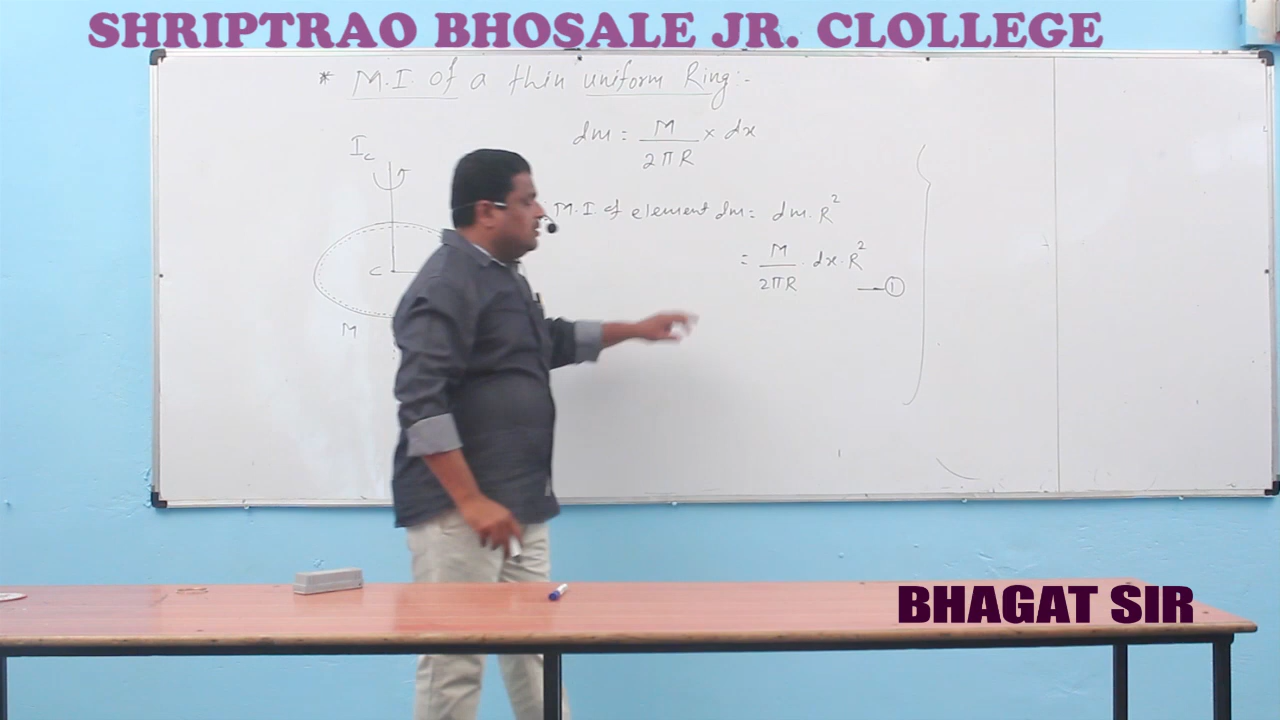 SHRIPTRAO BHOSALE JR. CLOLLEGE
* M.I. of a thin uniform Ring:-
dm = M/2πR × dx
I_c
M.I. of element dm = dm.R²
= M/2πR . dx.R² —①
C
M
BHAGAT SIR